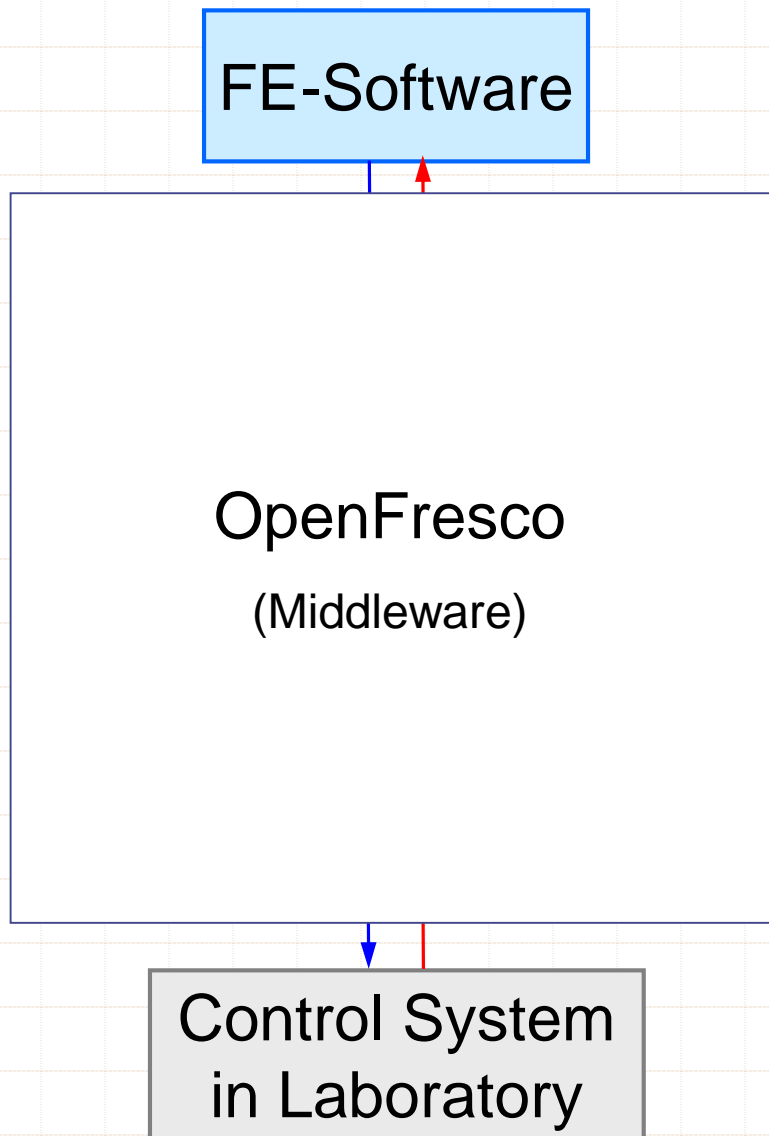 FE-Software
OpenFresco
(Middleware)
Control System
in Laboratory